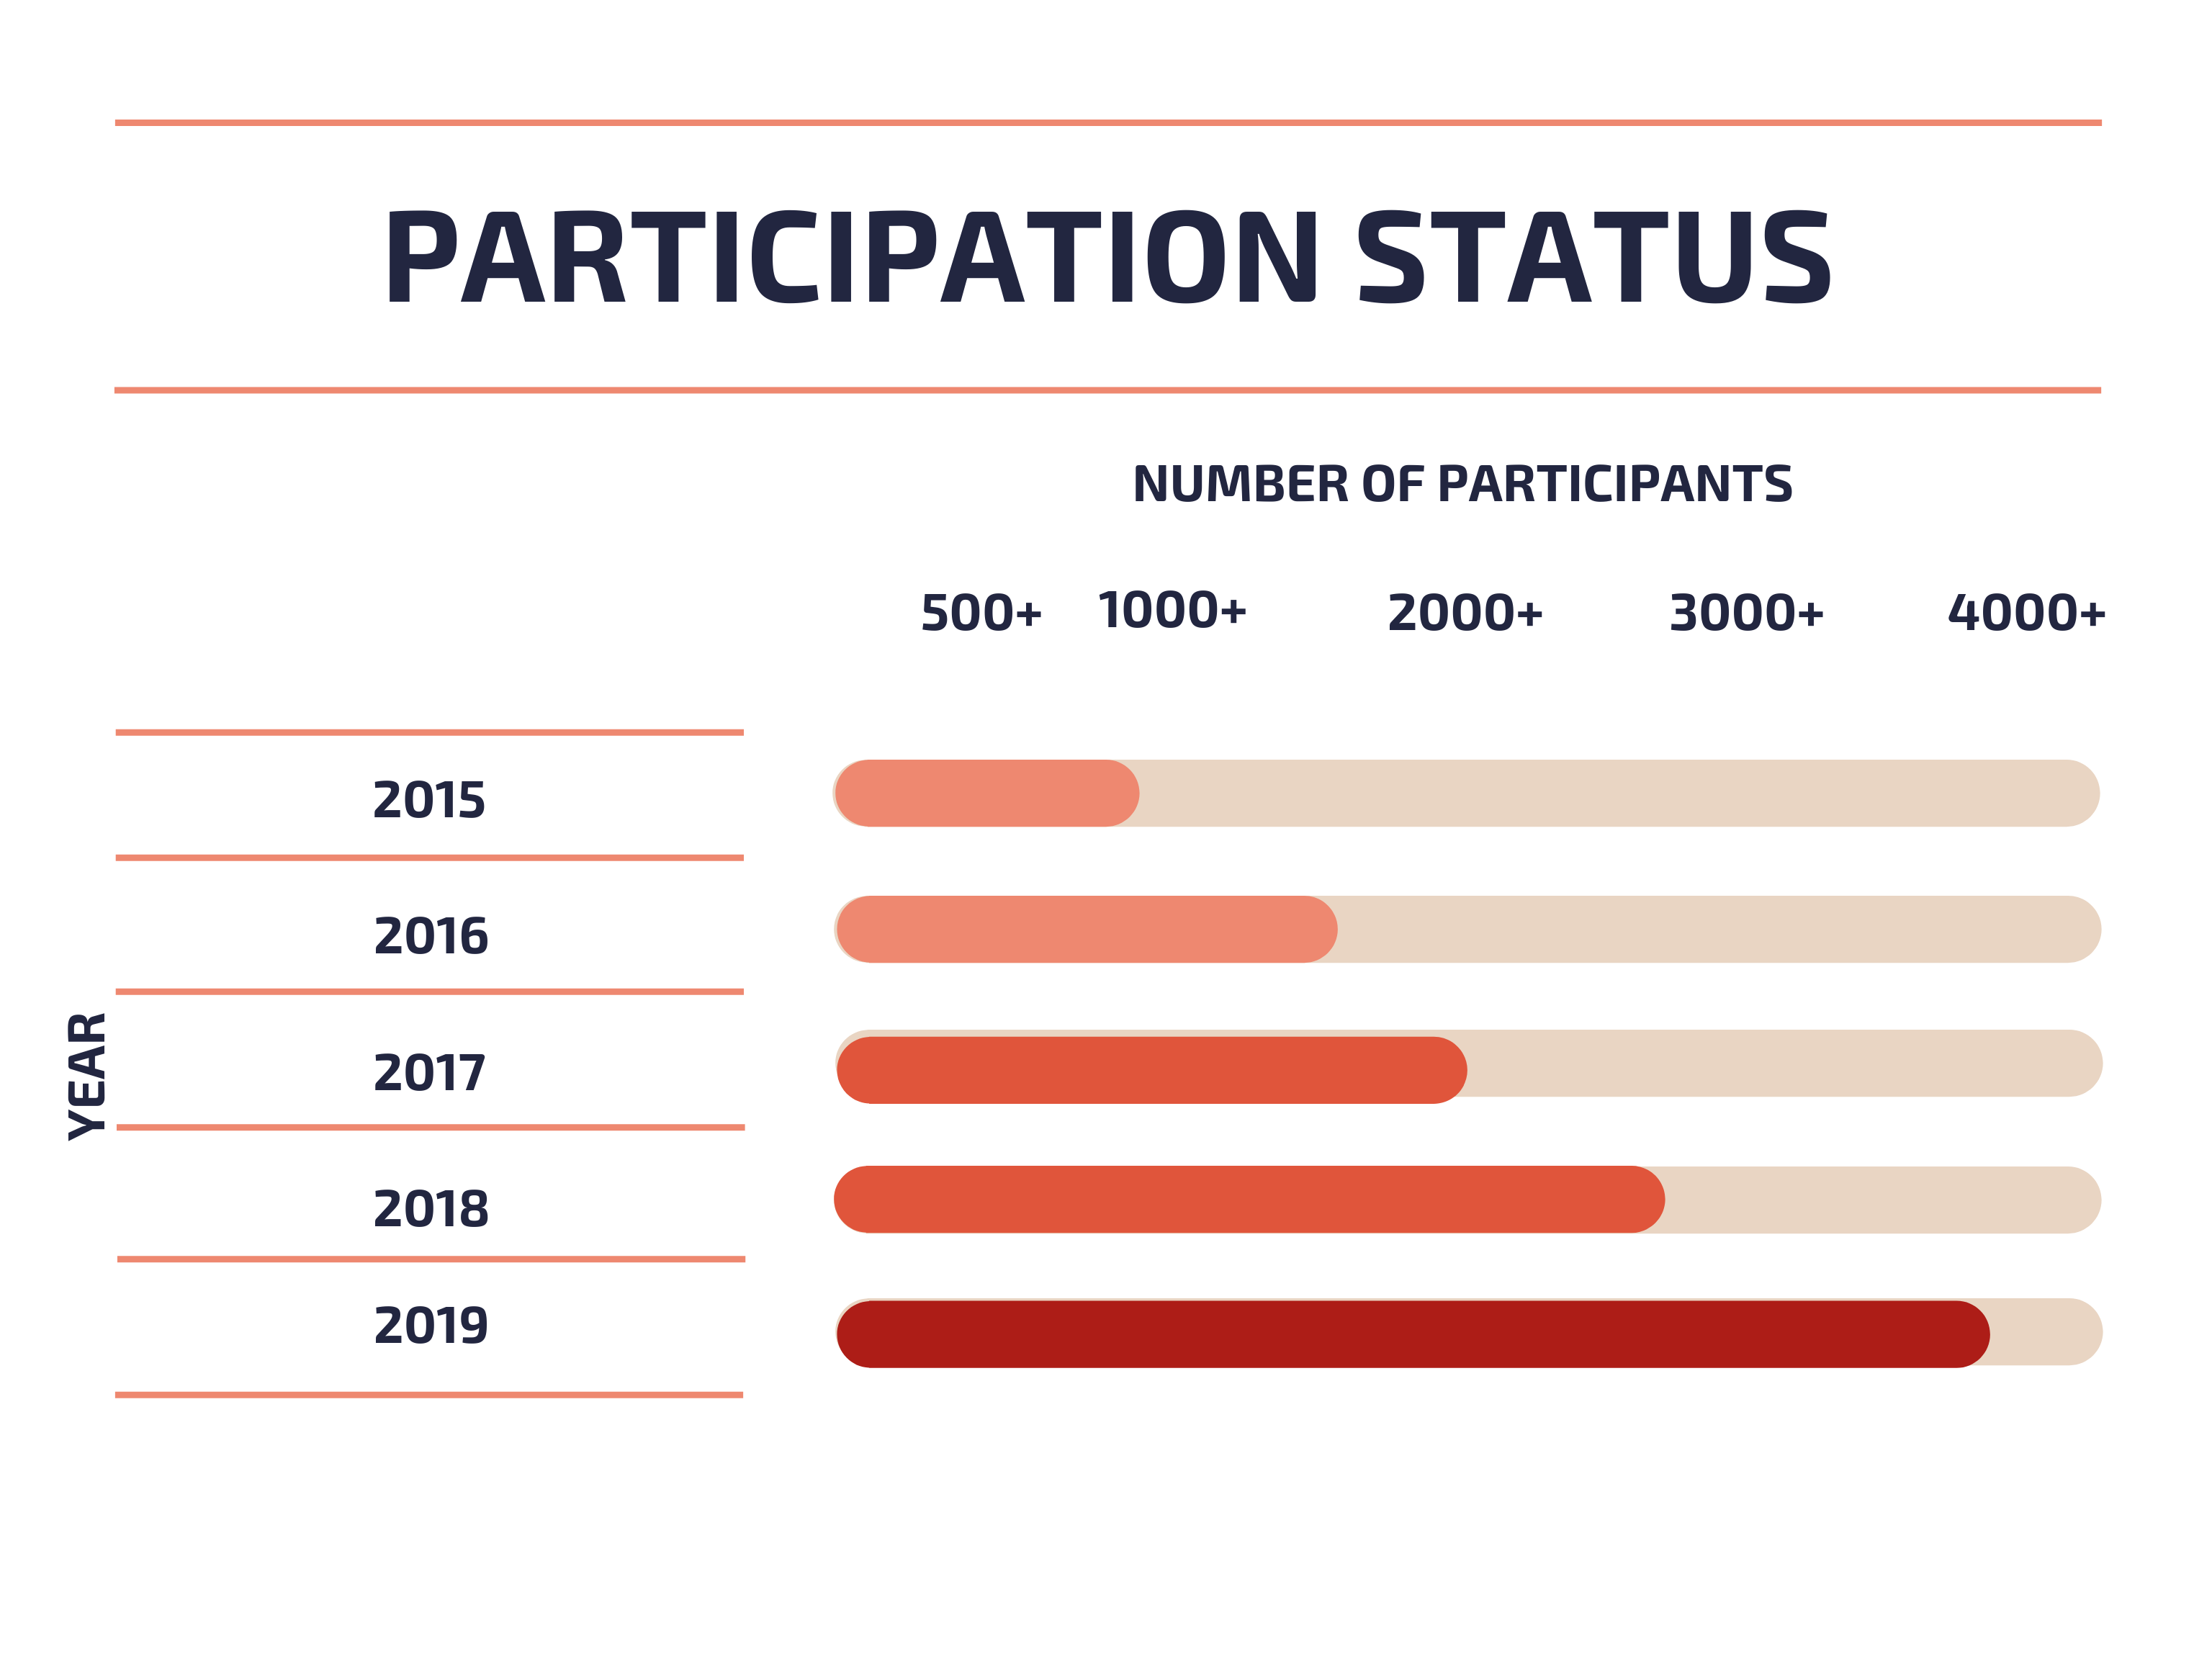 PARTICIPATION STATUS
NUMBER OF PARTICIPANTS
500+ 1000+ 2000+ 3000+ 4000+
YEAR
2015
2016
2017
2018
2019